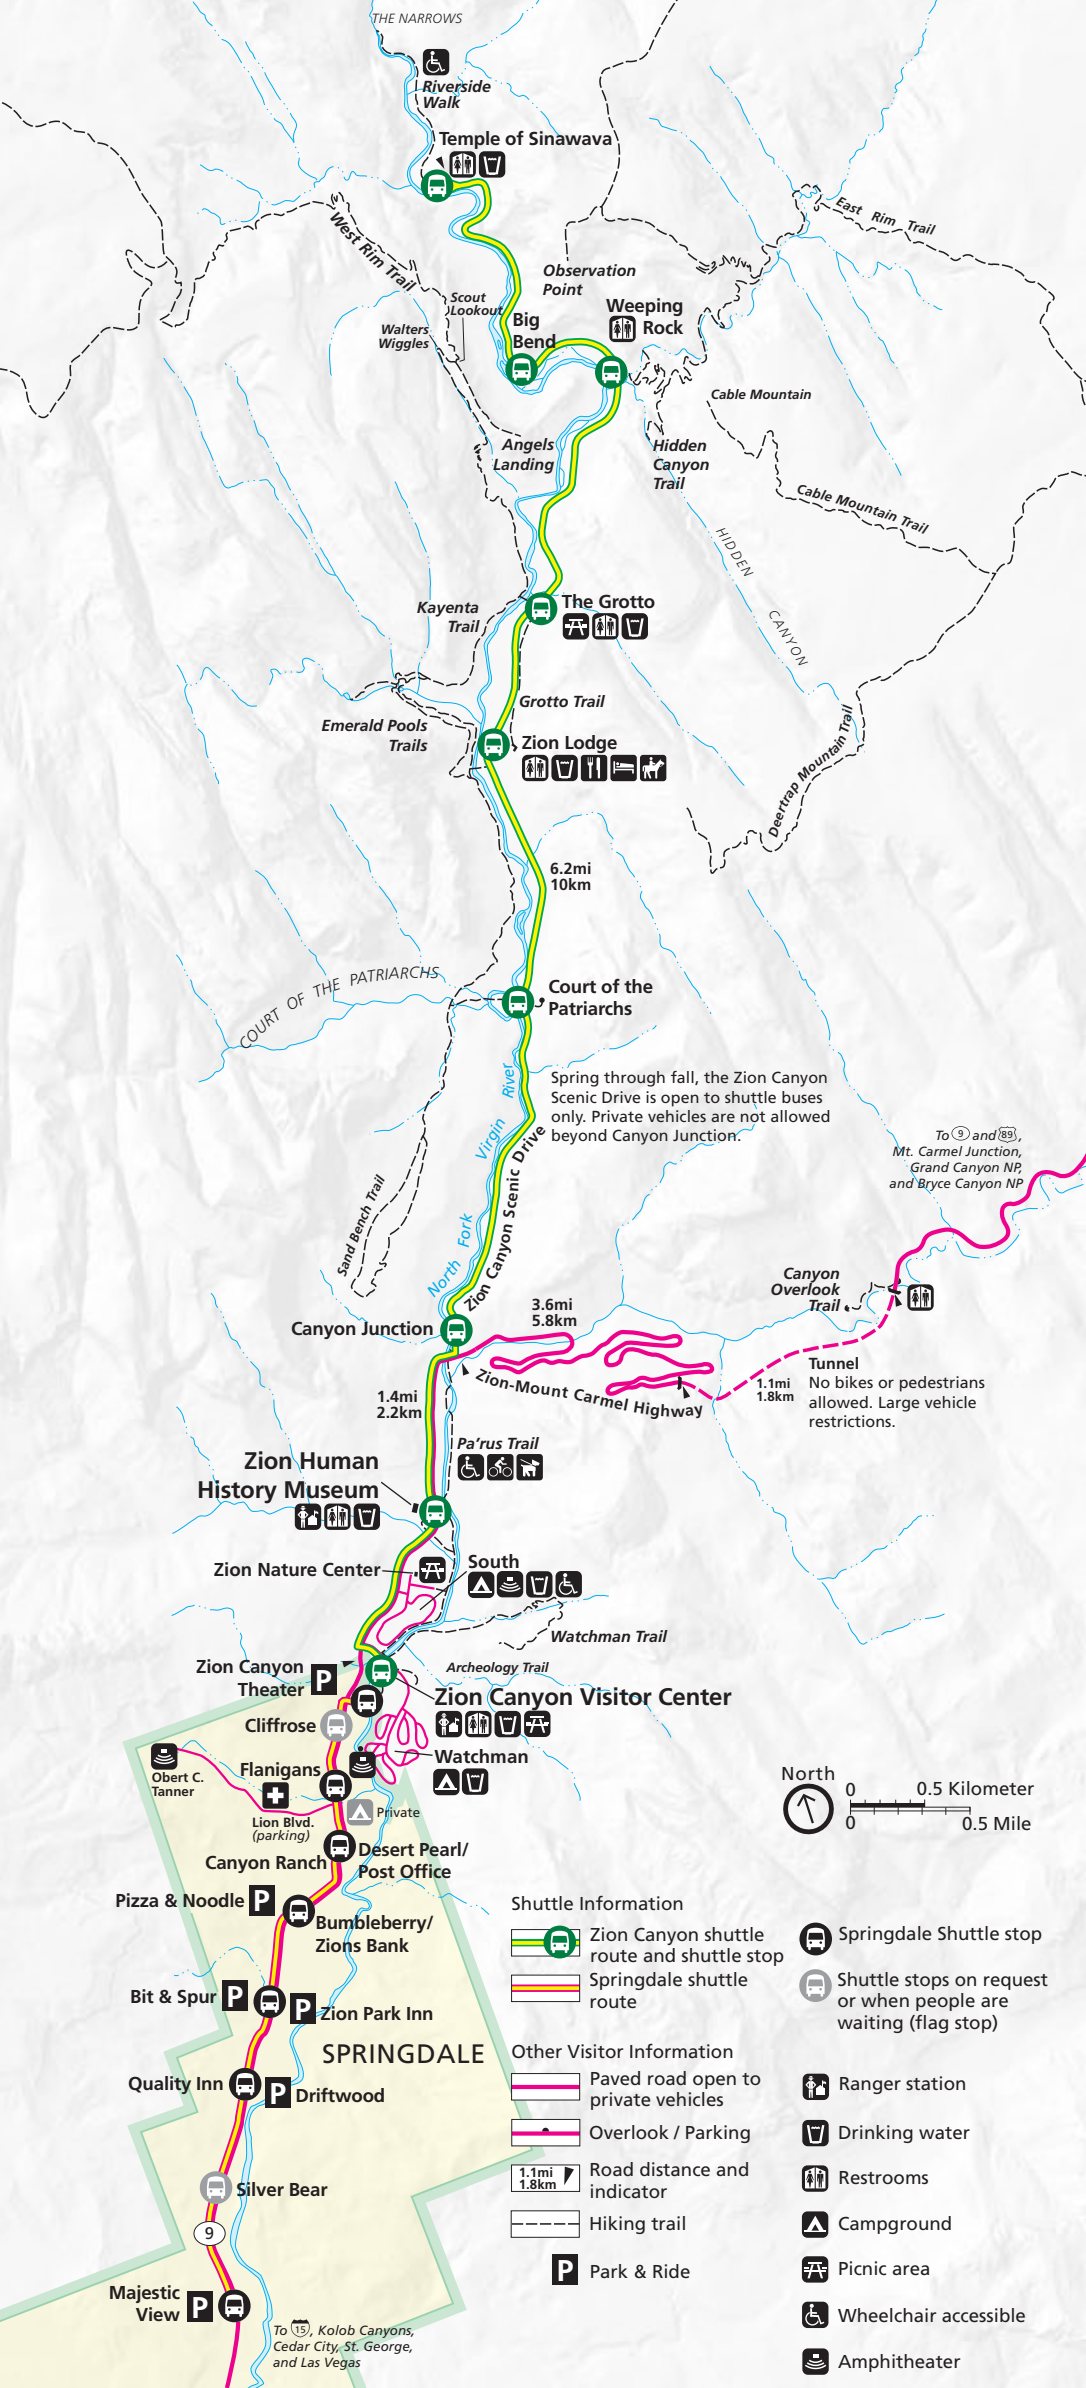 THE NARROWS
Riverside
Walk
Temple of Sinawava
East Rim Trail
West Rim Trail
Observation
Point
Scout
Lookout
Walters
Wiggles
Big
Bend
Weeping
Rock
Cable Mountain
Angels
Landing
Hidden
Canyon
Trail
Cable Mountain Trail
HIDDEN
CANYON
Kayenta
Trail
The Grotto
Grotto Trail
Emerald Pools
Trails
Zion Lodge
Deertrap Mountain Trail
6.2mi
10km
COURT OF THE PATRIARCHS
Court of the
Patriarchs
Spring through fall, the Zion Canyon
Scenic Drive is open to shuttle buses
only. Private vehicles are not allowed
beyond Canyon Junction.
North Fork Virgin River
Zion Canyon Scenic Drive
Sand Bench Trail
To 9 and 89,
Mt. Carmel Junction,
Grand Canyon NP,
and Bryce Canyon NP
Canyon
Overlook
Trail
Canyon Junction
3.6mi
5.8km
Zion-Mount Carmel Highway
1.1mi
1.8km
Tunnel
No bikes or pedestrians
allowed. Large vehicle
restrictions.
1.4mi
2.2km
Pa'rus Trail
Zion Human
History Museum
Zion Nature Center
South
Watchman Trail
Zion Canyon
Theater
P
Archeology Trail
Zion Canyon Visitor Center
Cliffrose
Watchman
Obert C.
Tanner
Flanigans
Lion Blvd.
(parking)
Private
Canyon Ranch
Desert Pearl/
Post Office
Pizza & Noodle
P
Bumbleberry/
Zions Bank
Bit & Spur
P
P
Zion Park Inn
SPRINGDALE
Quality Inn
P
Driftwood
Silver Bear
9
Majestic
View
P
To 15, Kolob Canyons,
Cedar City, St. George,
and Las Vegas
North
0
0.5 Kilometer
0
0.5 Mile
Shuttle Information
Zion Canyon shuttle
route and shuttle stop
Springdale shuttle
route
Springdale Shuttle stop
Shuttle stops on request
or when people are
waiting (flag stop)
Other Visitor Information
Paved road open to
private vehicles
Overlook / Parking
1.1mi
1.8km
Road distance and
indicator
Hiking trail
P
Park & Ride
Ranger station
Drinking water
Restrooms
Campground
Picnic area
Wheelchair accessible
Amphitheater